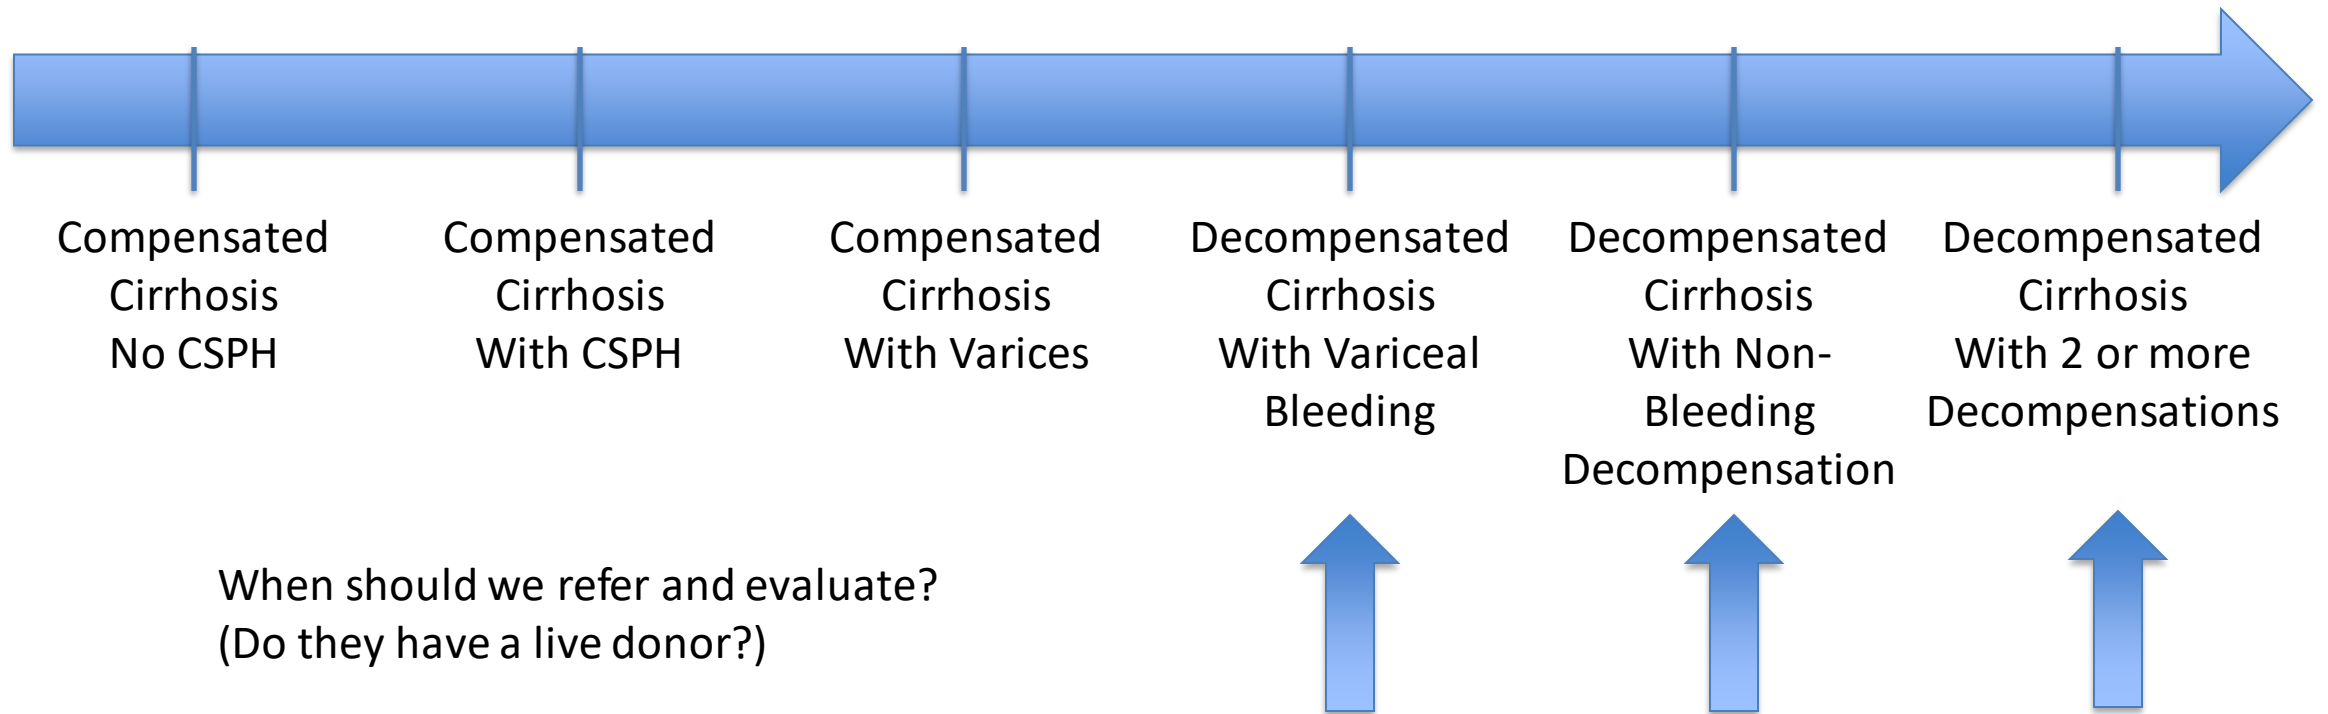 Compensated
Cirrhosis
No CSPH
Compensated
Cirrhosis
With CSPH
Compensated
Cirrhosis
With Varices
Decompensated
Cirrhosis
With Variceal
Bleeding
Decompensated
Cirrhosis
With Non-
Bleeding
Decompensation
Decompensated
Cirrhosis
With 2 or more
Decompensations
When should we refer and evaluate?
(Do they have a live donor?)